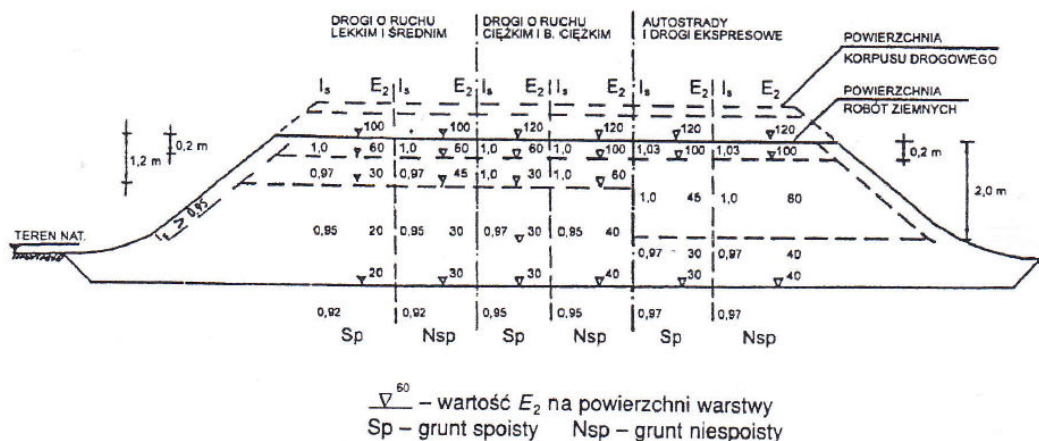 DROGI O RUCHU DROGI O RUCHU AUTOSTRADY
LEKKIM I ŚREDNIM CIĘŻKIM I B. CIĘŻKIM I DROGI EKSPRESOWE
POWIERZCHNIA
KORPUSU DROGOWEGO
Is E2 Is E2 Is E2 Is E2 Is E2 Is E2
POWIERZCHNIA
ROBÓT ZIEMNYCH
100 100 120 120 120 120
1,2 m 0,2 m 1,0 60 1,0 60 1,0 60 1,0 100 1,03 100 1,03 100 0,2 m
0,97 30 0,97 45 1,0 30 1,0 60
1,0 45 1,0 60 2,0 m
Is ≥ 0,95
TEREN NAT. 0,95 20 0,95 30 0,97 30 0,95 40
0,97 30 0,97 40
20 30 30 40 30 40
0,92 0,92 0,95 0,95 0,97 0,97
Sp Nsp Sp Nsp Sp Nsp
60 – wartość E2 na powierzchni warstwy
Sp – grunt spoisty Nsp – grunt niespoisty